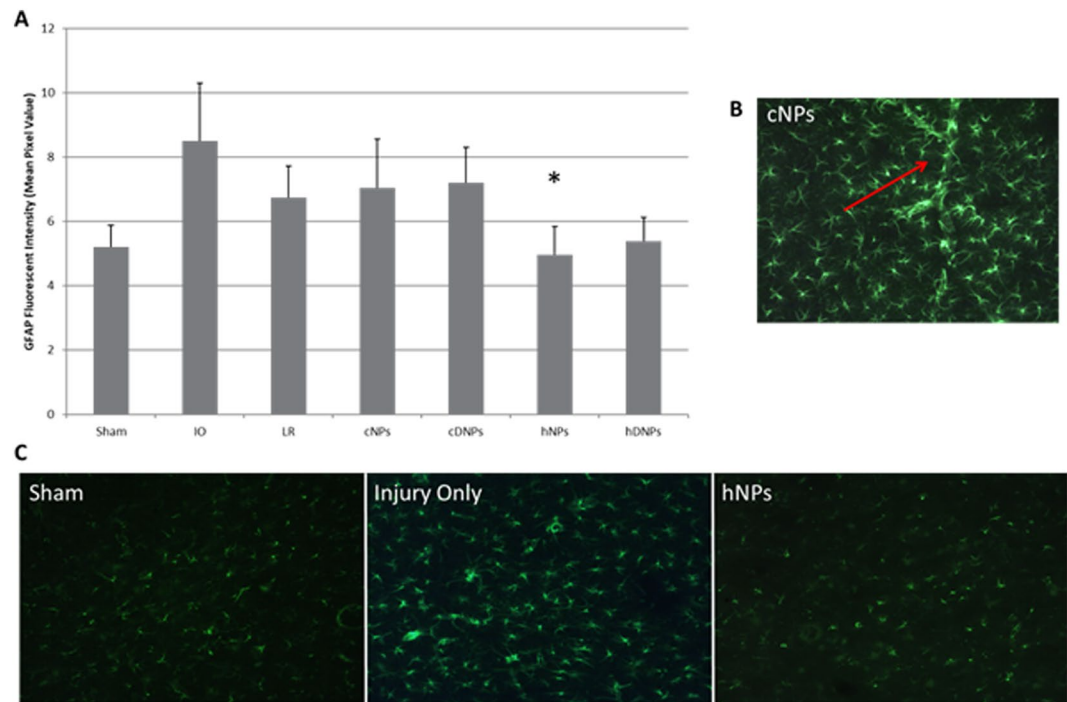 A
GFAP Fluorescent Intensity (Mean Pixel Value)
12
10
8
6
4
2
0
*
Sham IO LR cNPs cDNPs hNPs hDNPs
B
cNPs
C
Sham Injury Only hNPs